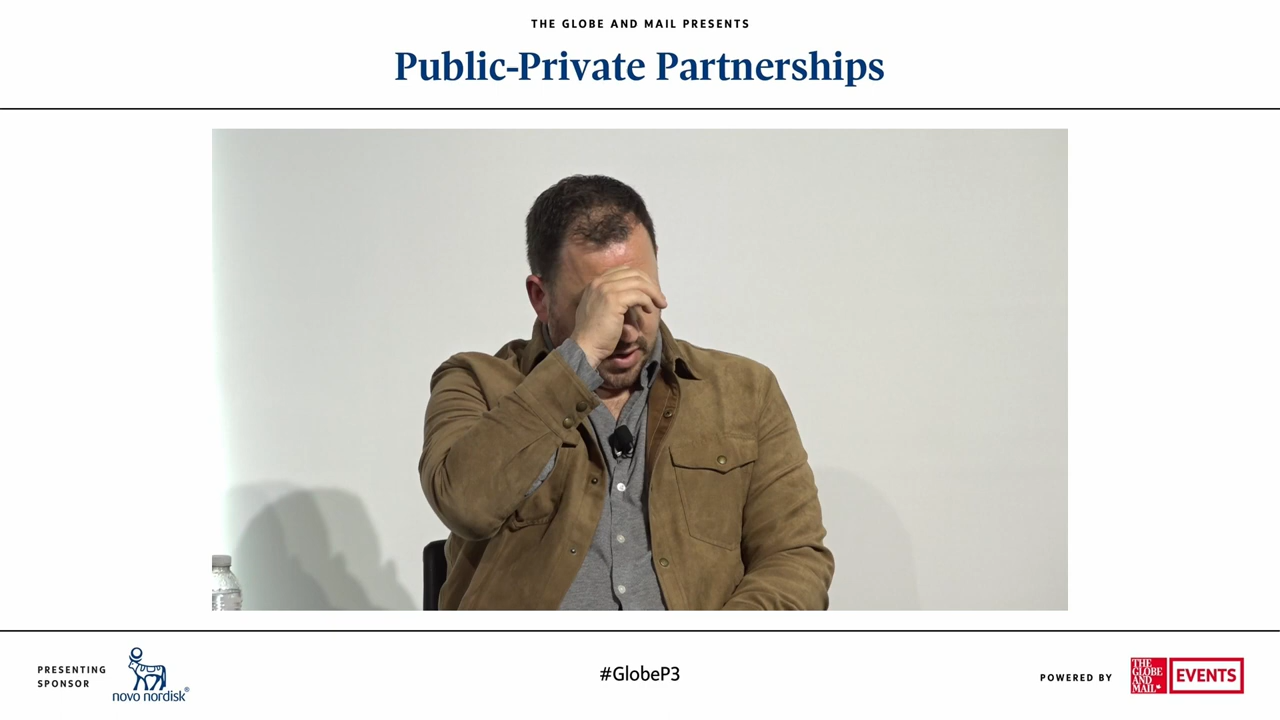 THE GLOBE AND MAIL PRESENTS
Public-Private Partnerships
PRESENTING
SPONSOR
novo nordisk®
#GlobeP3
POWERED BY
THE
GLOBE
AND
MAIL
EVENTS